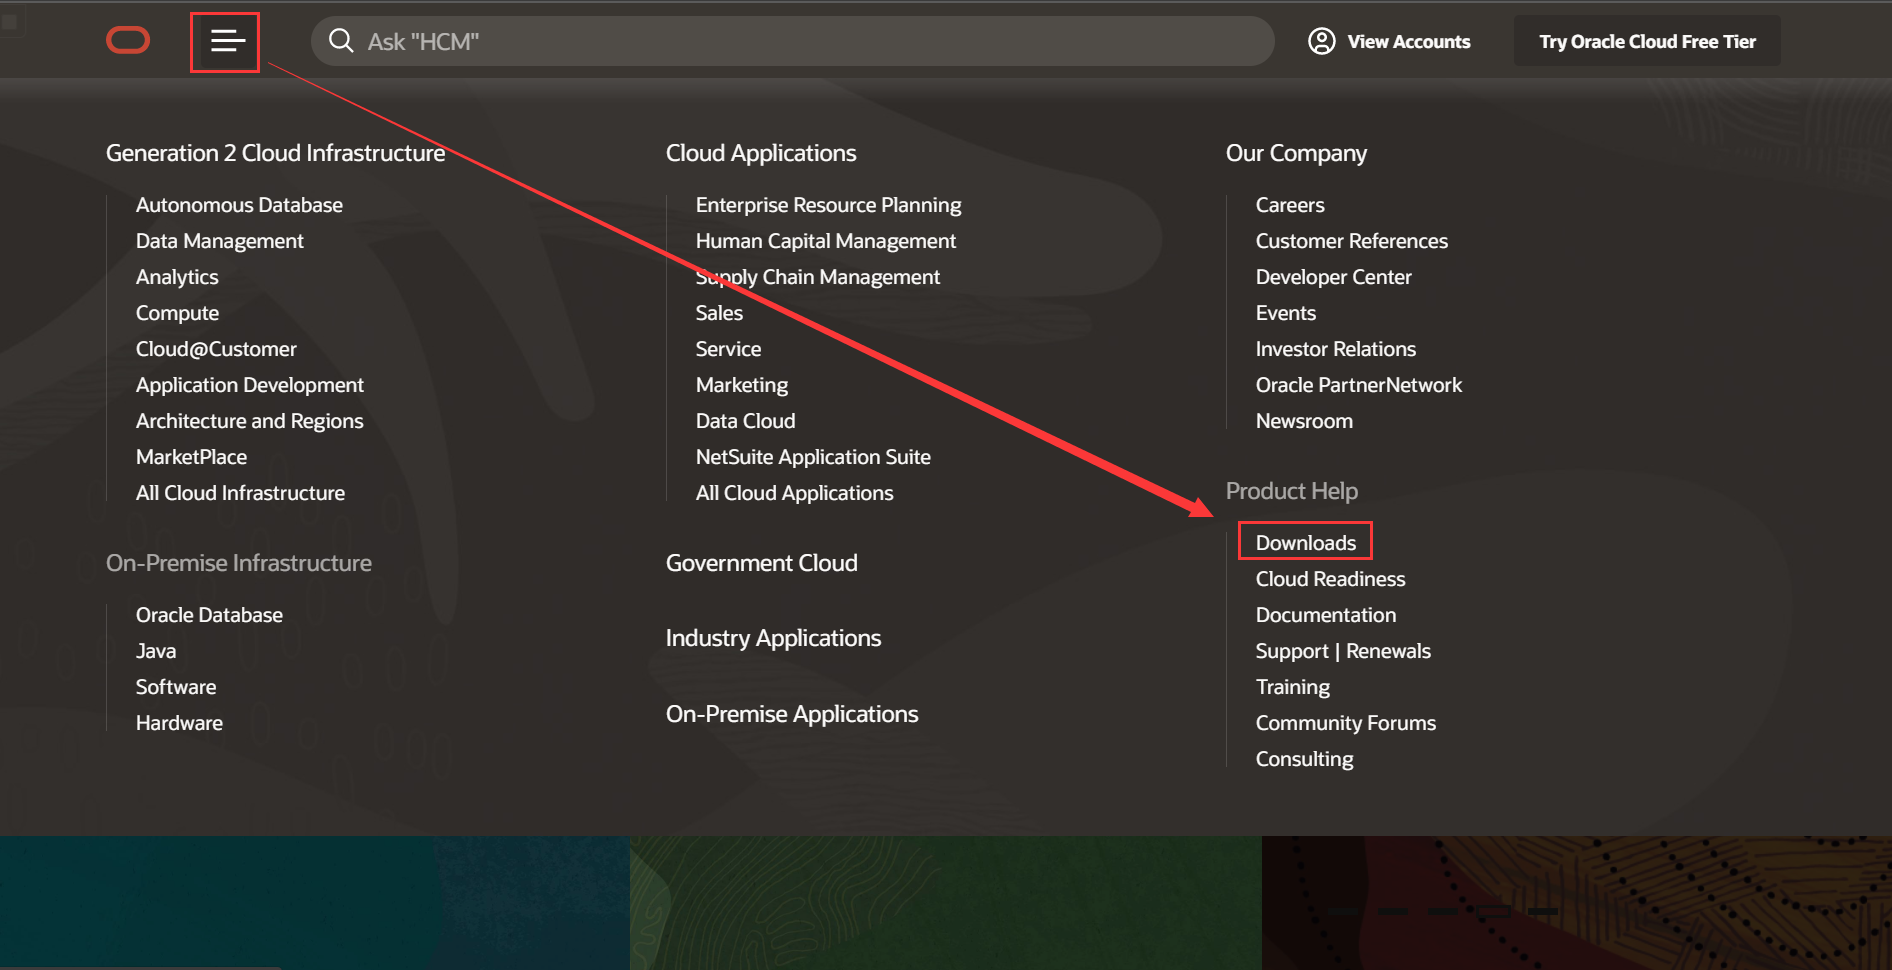 Ask "HCM"
View Accounts
Try Oracle Cloud Free Tier
Generation 2 Cloud Infrastructure
Autonomous Database
Data Management
Analytics
Compute
Cloud@Customer
Application Development
Architecture and Regions
MarketPlace
All Cloud Infrastructure
On-Premise Infrastructure
Oracle Database
Java
Software
Hardware
Cloud Applications
Enterprise Resource Planning
Human Capital Management
Supply Chain Management
Sales
Service
Marketing
Data Cloud
NetSuite Application Suite
All Cloud Applications
Government Cloud
Industry Applications
On-Premise Applications
Our Company
Careers
Customer References
Developer Center
Events
Investor Relations
Oracle PartnerNetwork
Newsroom
Product Help
Downloads
Cloud Readiness
Documentation
Support | Renewals
Training
Community Forums
Consulting